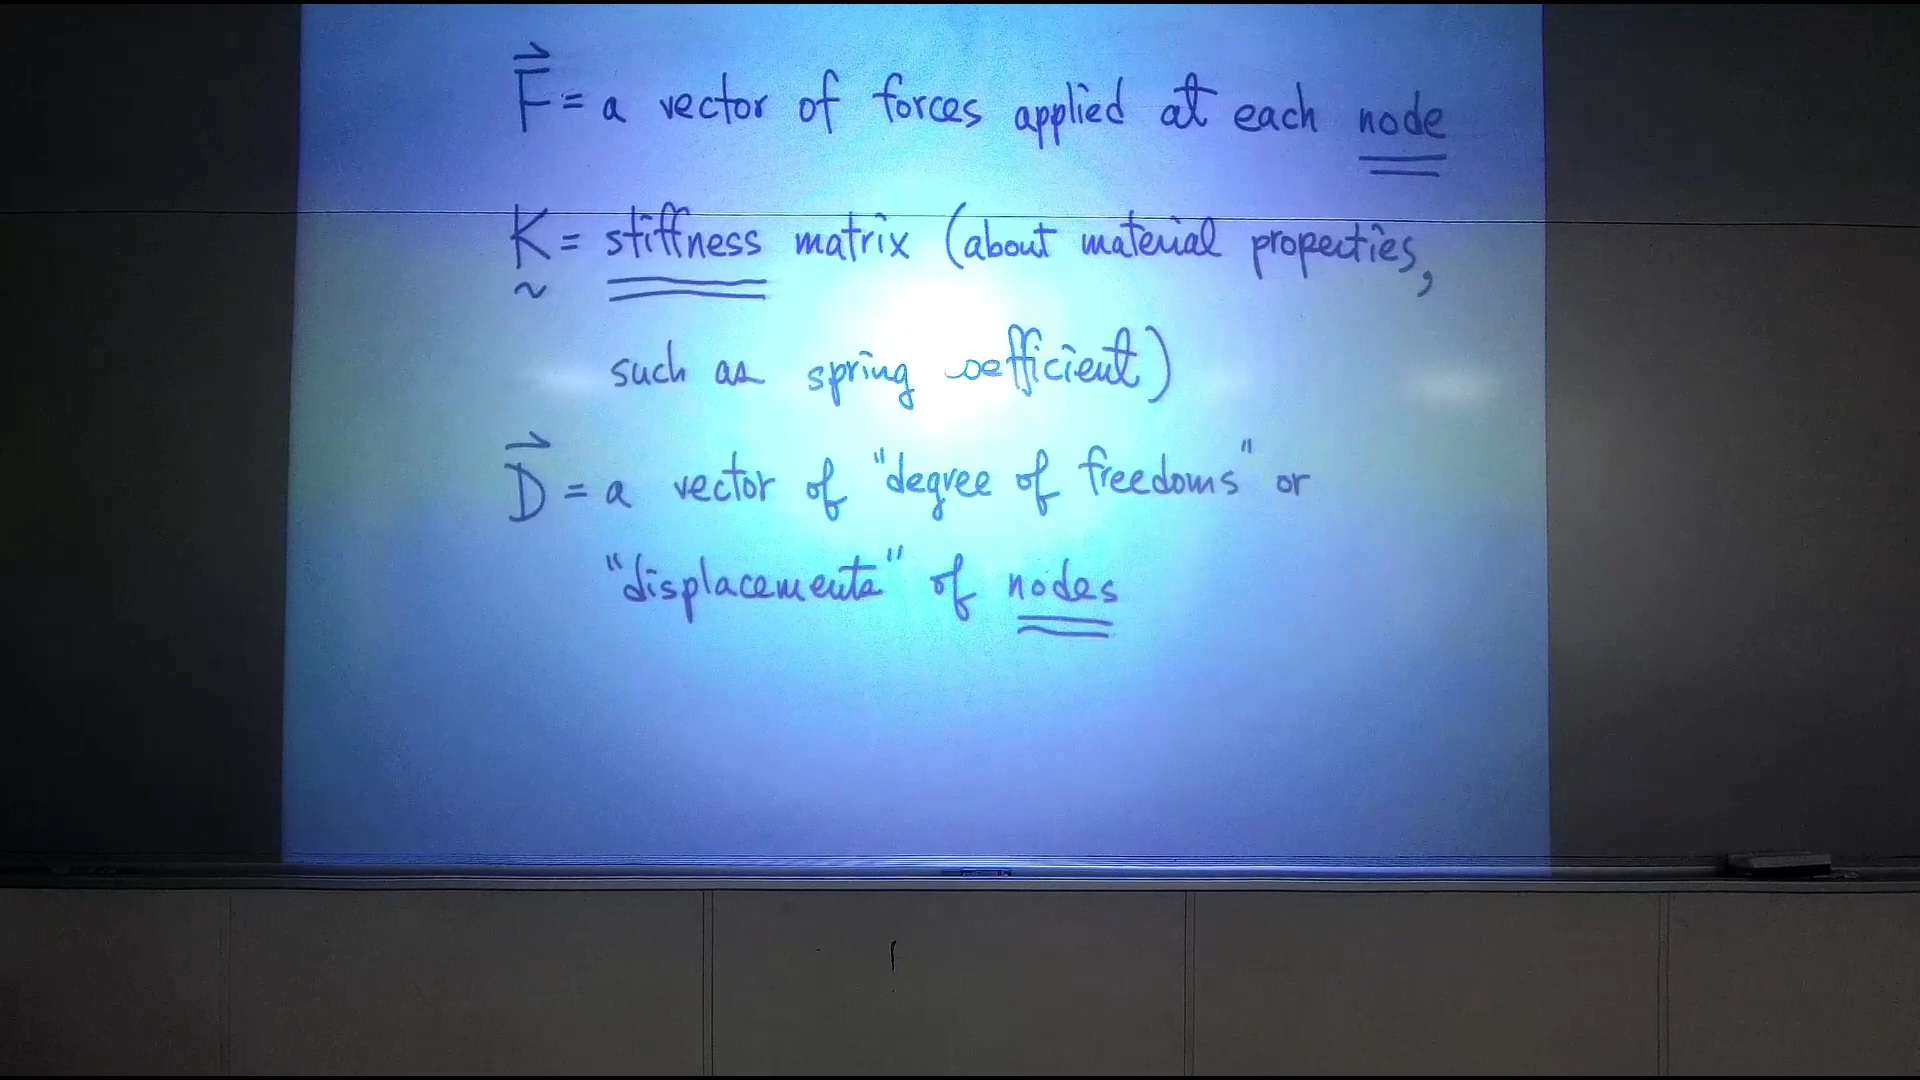 F⃗ = a vector of forces applied at each node
K̰ = stiffness matrix (about material properties,
such as spring coefficient)
D⃗ = a vector of "degree of freedoms" or
"displacements" of nodes